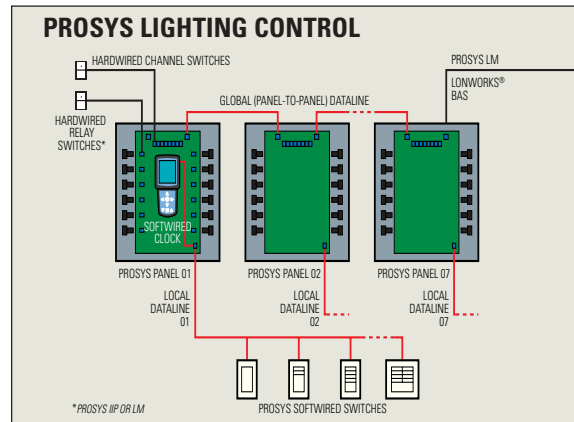 PROSYS LIGHTING CONTROL
HARDWIRED CHANNEL SWITCHES
PROSYS LM
LONWORKS®
BAS
GLOBAL (PANEL-TO-PANEL) DATALINE
HARDWIRED
RELAY
SWITCHES*
SOFTWIRED
CLOCK
PROSYS PANEL 01
PROSYS PANEL 02
PROSYS PANEL 07
LOCAL
DATALINE
01
LOCAL
DATALINE
02
LOCAL
DATALINE
07
*PROSYS IIP OR LM
PROSYS SOFTWIRED SWITCHES